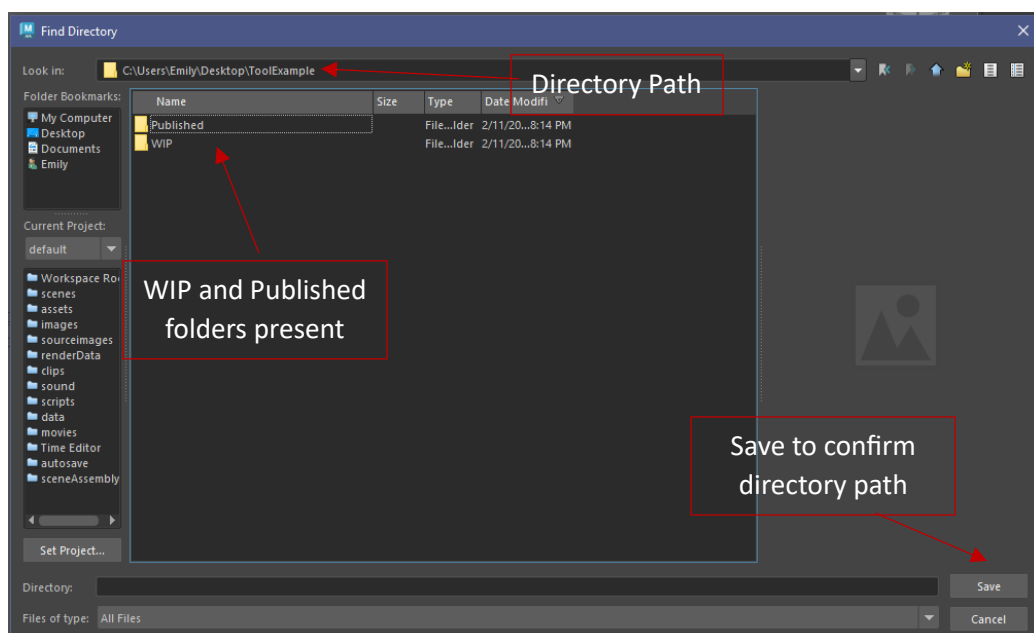 M Find Directory
Look in: C:\Users\Emily\Desktop\ToolExample
Directory Path
Folder Bookmarks:
My Computer
Desktop
Documents
Emily
Name Size Type Date Modifi
Published File...lder 2/11/20...8:14 PM
WIP File...lder 2/11/20...8:14 PM
Current Project:
default
Workspace Roo
scenes
assets
images
sourceimages
renderData
clips
sound
scripts
data
movies
Time Editor
autosave
sceneAssembly
WIP and Published
folders present
Save to confirm
directory path
Set Project...
Directory: Save
Files of type: All Files Cancel